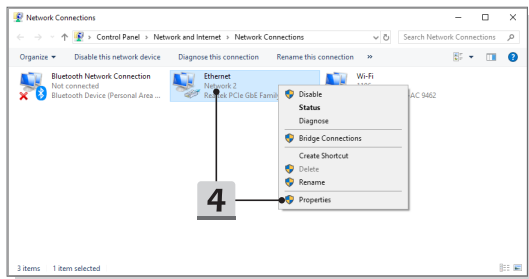 Network Connections
Control Panel > Network and Internet > Network Connections
Search Network Connections
Organize Disable this network device Diagnose this connection Rename this connection »
Bluetooth Network Connection
Not connected
Bluetooth Device (Personal Area ...
Ethernet
Network 2
Realtek PCIe GbE Family
Wi-Fi
AC 9462
Disable
Status
Diagnose
Bridge Connections
Create Shortcut
Delete
Rename
Properties
4
3 items 1 item selected